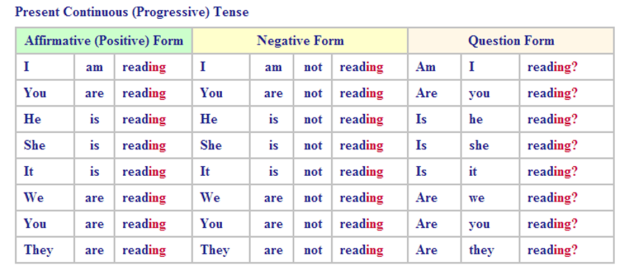 Present Continuous (Progressive) Tense
Affirmative (Positive) Form Negative Form Question Form
I am reading I am not reading Am I reading?
You are reading You are not reading Are you reading?
He is reading He is not reading Is he reading?
She is reading She is not reading Is she reading?
It is reading It is not reading Is it reading?
We are reading We are not reading Are we reading?
You are reading You are not reading Are you reading?
They are reading They are not reading Are they reading?